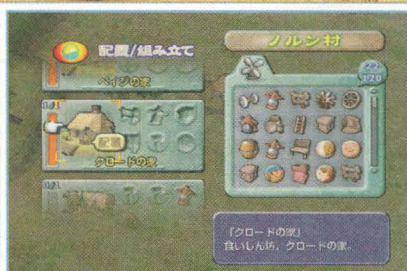 配置/組み立て
ペイジの家
配置
クロードの家
ノルン村
120
『クロードの家』
食いしん坊、クロードの家。